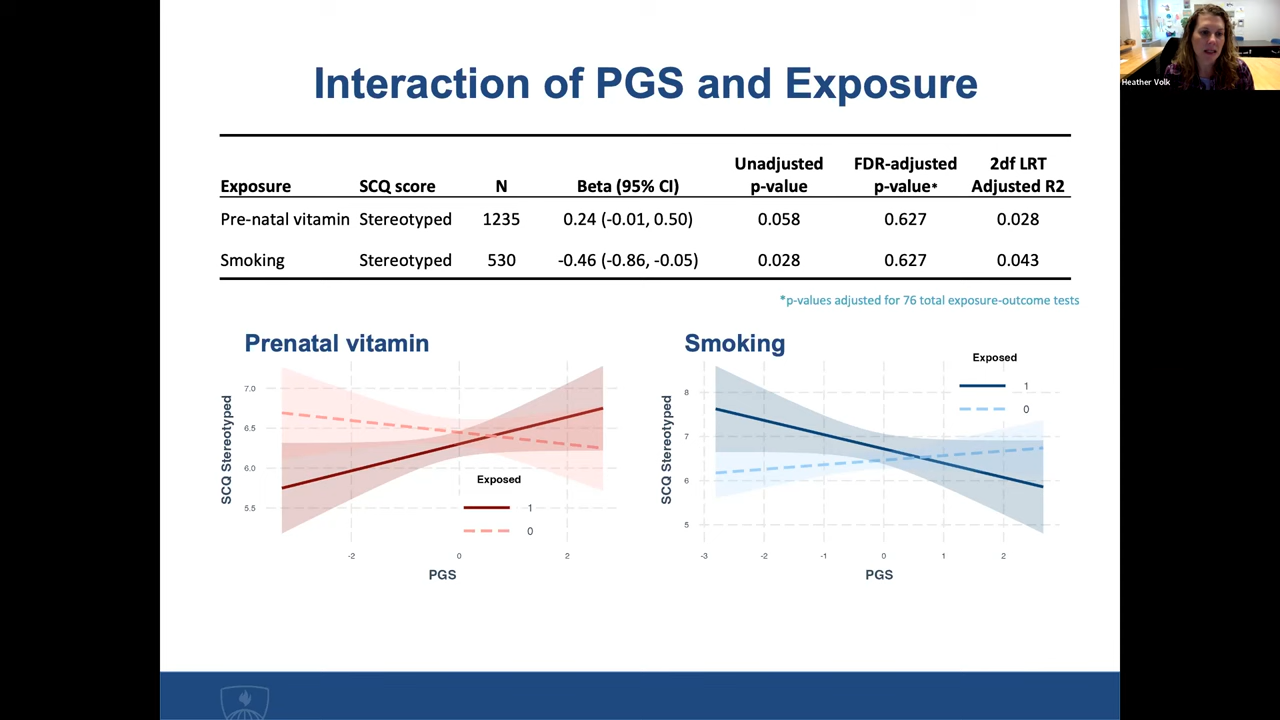 Heather Volk
Interaction of PGS and Exposure
Exposure SCQ score N Beta (95% CI) Unadjusted p-value FDR-adjusted p-value* 2df LRT Adjusted R2
Pre-natal vitamin Stereotyped 1235 0.24 (-0.01, 0.50) 0.058 0.627 0.028
Smoking Stereotyped 530 -0.46 (-0.86, -0.05) 0.028 0.627 0.043
*p-values adjusted for 76 total exposure-outcome tests
Prenatal vitamin
SCQ Stereotyped
7.0
6.5
6.0
5.5
Exposed
1
0
-2 0 2
PGS
Smoking
SCQ Stereotyped
8
7
6
5
Exposed
1
0
-3 -2 -1 0 1 2
PGS